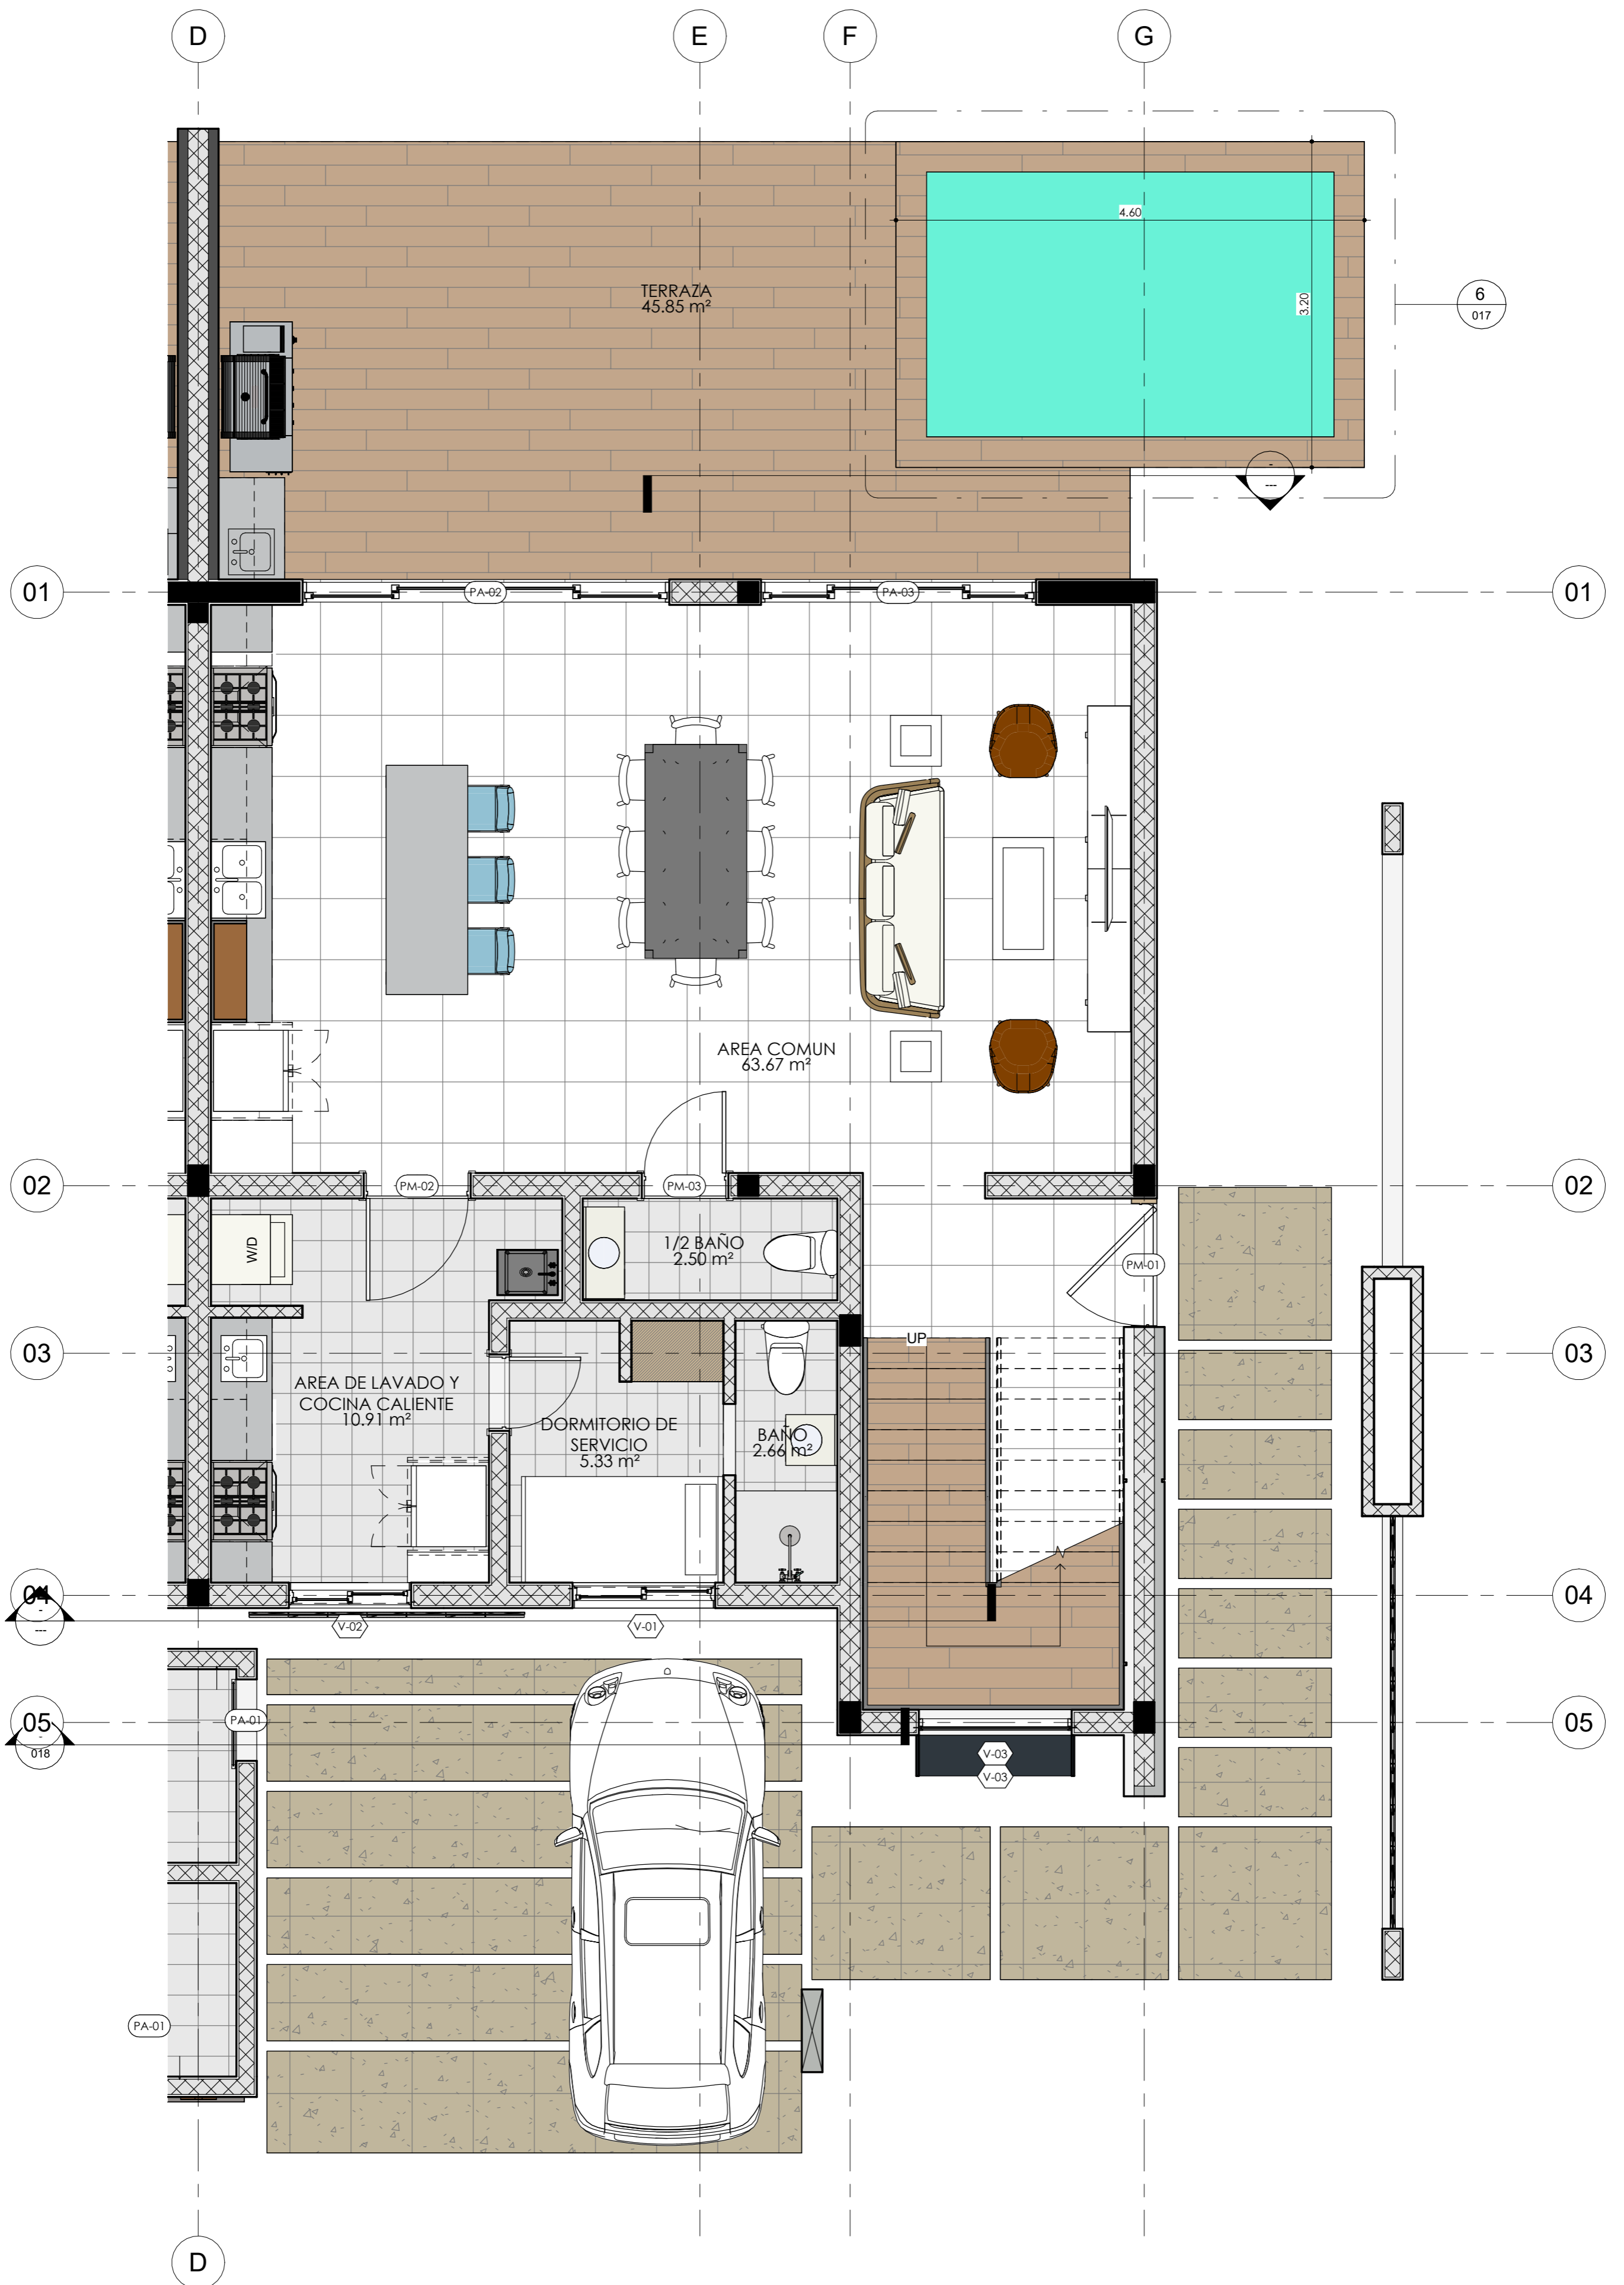 D
E
F
G
4.60
TERRAZA
45.85 m²
3.20
6
017
-
---
01
PA-02
PA-03
01
AREA COMUN
63.67 m²
02
PM-02
PM-03
02
W/D
1/2 BAÑO
2.50 m²
PM-01
UP
03
03
AREA DE LAVADO Y
COCINA CALIENTE
10.91 m²
DORMITORIO DE
SERVICIO
5.33 m²
BAÑO
2.66 m²
04
-
---
04
V-02
V-01
05
-
018
PA-01
05
V-03
V-03
PA-01
D